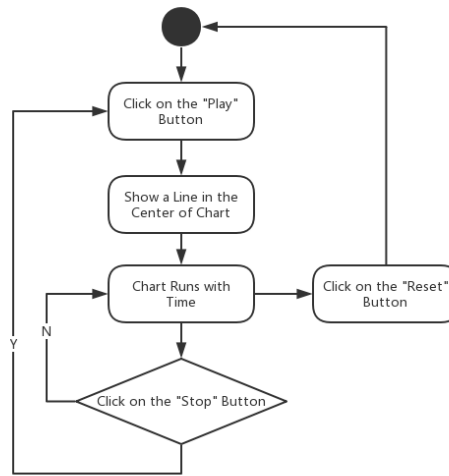 Click on the "Play"
Button
Show a Line in the
Center of Chart
Chart Runs with
Time
Click on the "Reset"
Button
N
Y
Click on the "Stop" Button